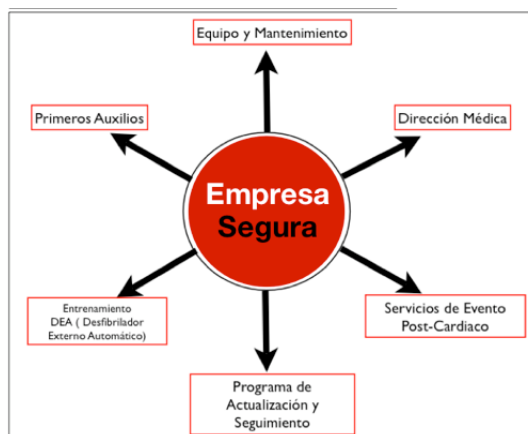 Equipo y Mantenimiento
Primeros Auxilios
Dirección Médica
Empresa
Segura
Entrenamiento
DEA ( Desfibrilador
Externo Automático)
Servicios de Evento
Post-Cardiaco
Programa de
Actualización y
Seguimiento